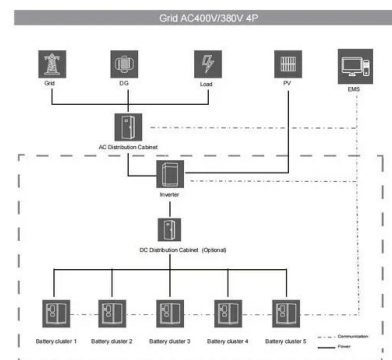 Grid AC400V/380V 4P
Grid
DG
Load
PV
EMS
AC Distribution Cabinet
Inverter
DC Distribution Cabinet (Optional)
Battery cluster 1
Battery cluster 2
Battery cluster 3
Battery cluster 4
Battery cluster 5
Communication
Power